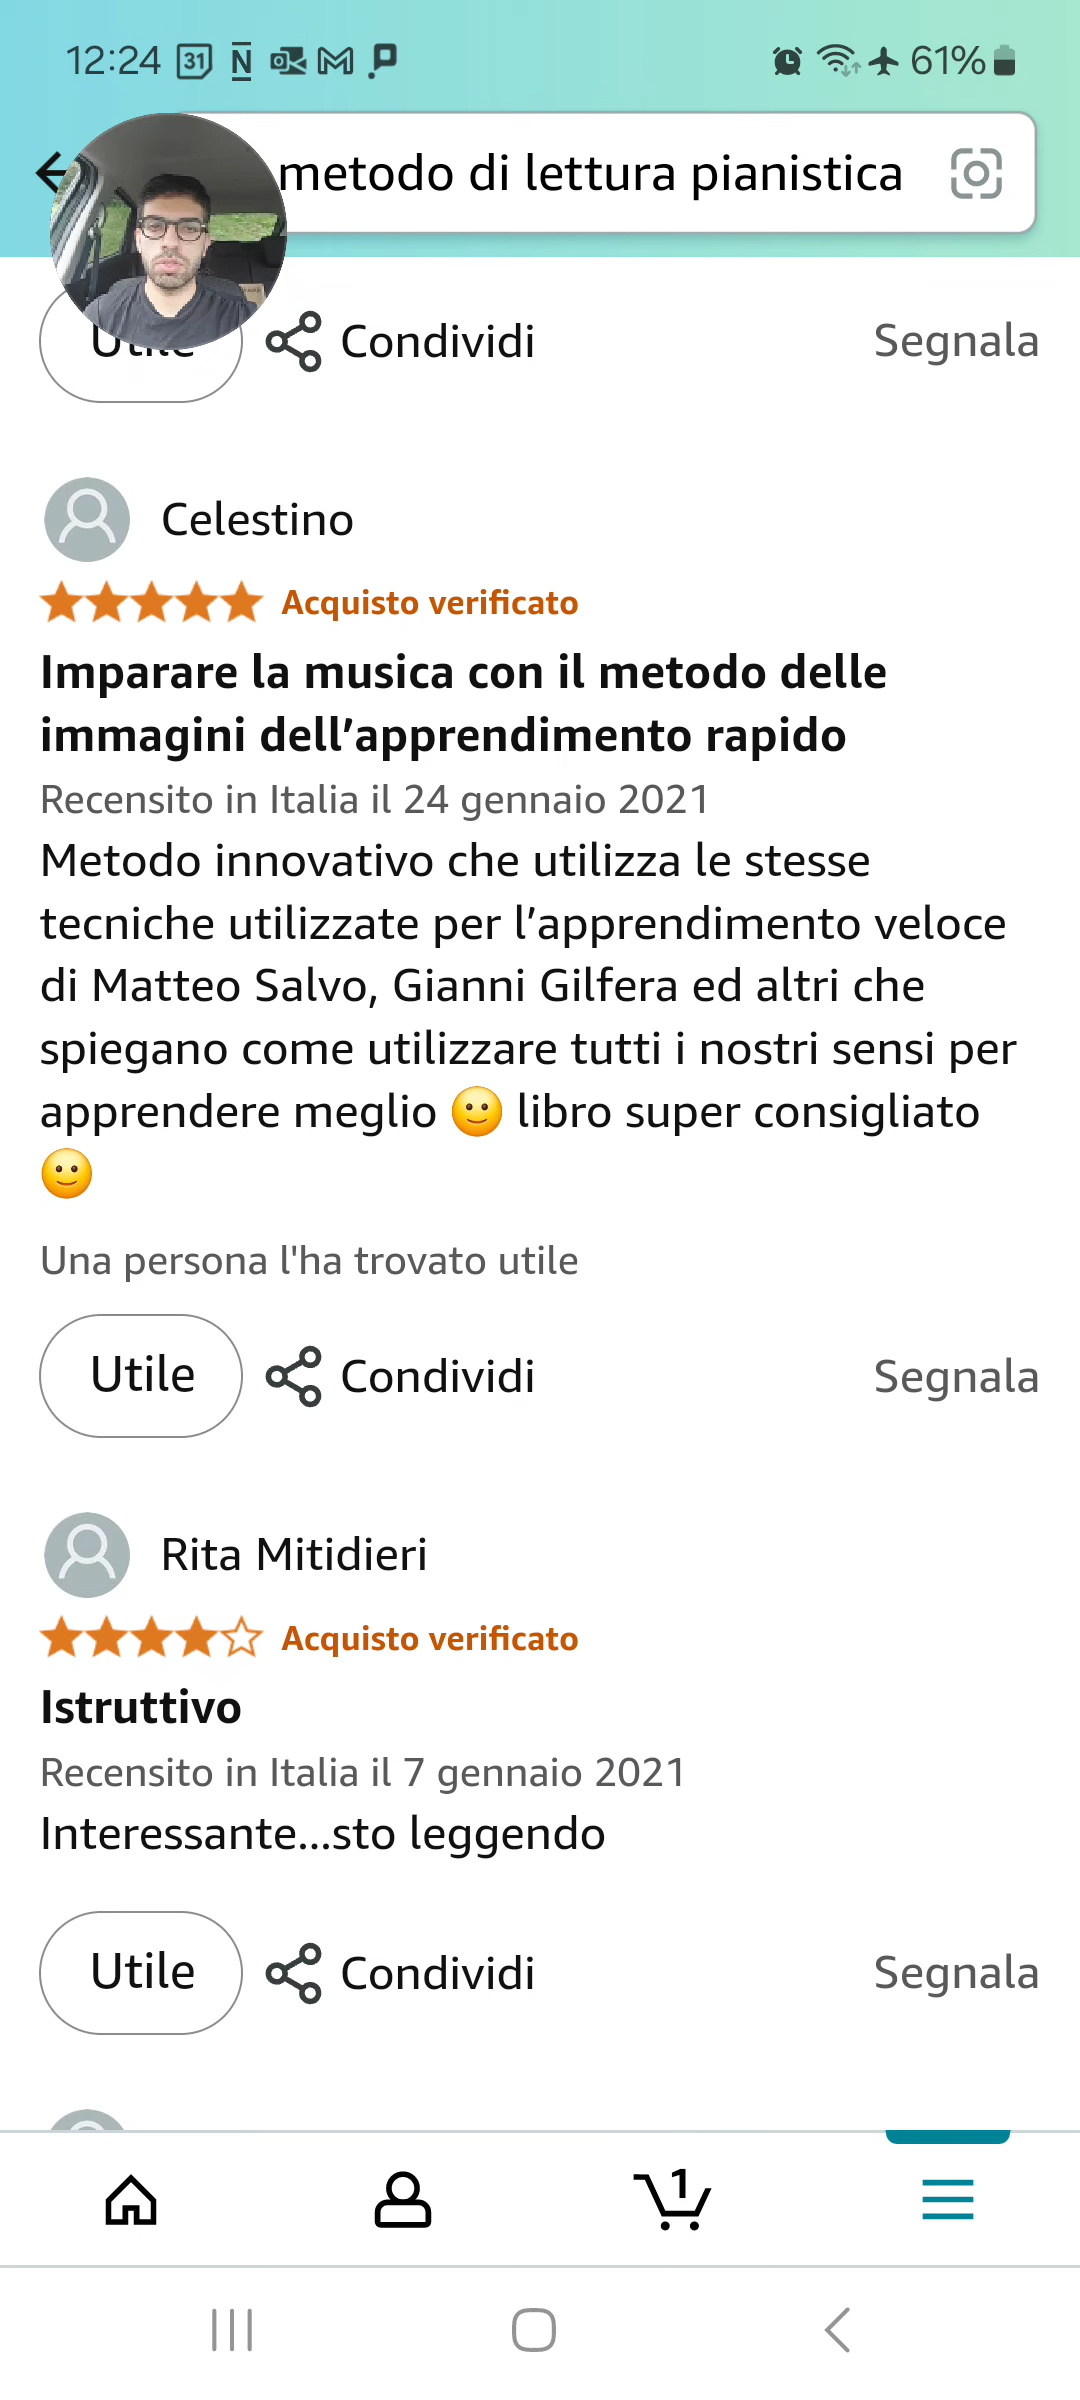 12:24 31 N M P 61%
metodo di lettura pianistica
Utile Condividi Segnala
Celestino
Acquisto verificato
Imparare la musica con il metodo delle
immagini dell’apprendimento rapido
Recensito in Italia il 24 gennaio 2021
Metodo innovativo che utilizza le stesse
tecniche utilizzate per l’apprendimento veloce
di Matteo Salvo, Gianni Gilfera ed altri che
spiegano come utilizzare tutti i nostri sensi per
apprendere meglio 🙂 libro super consigliato
🙂
Una persona l'ha trovato utile
Utile Condividi Segnala
Rita Mitidieri
Acquisto verificato
Istruttivo
Recensito in Italia il 7 gennaio 2021
Interessante...sto leggendo
Utile Condividi Segnala
1